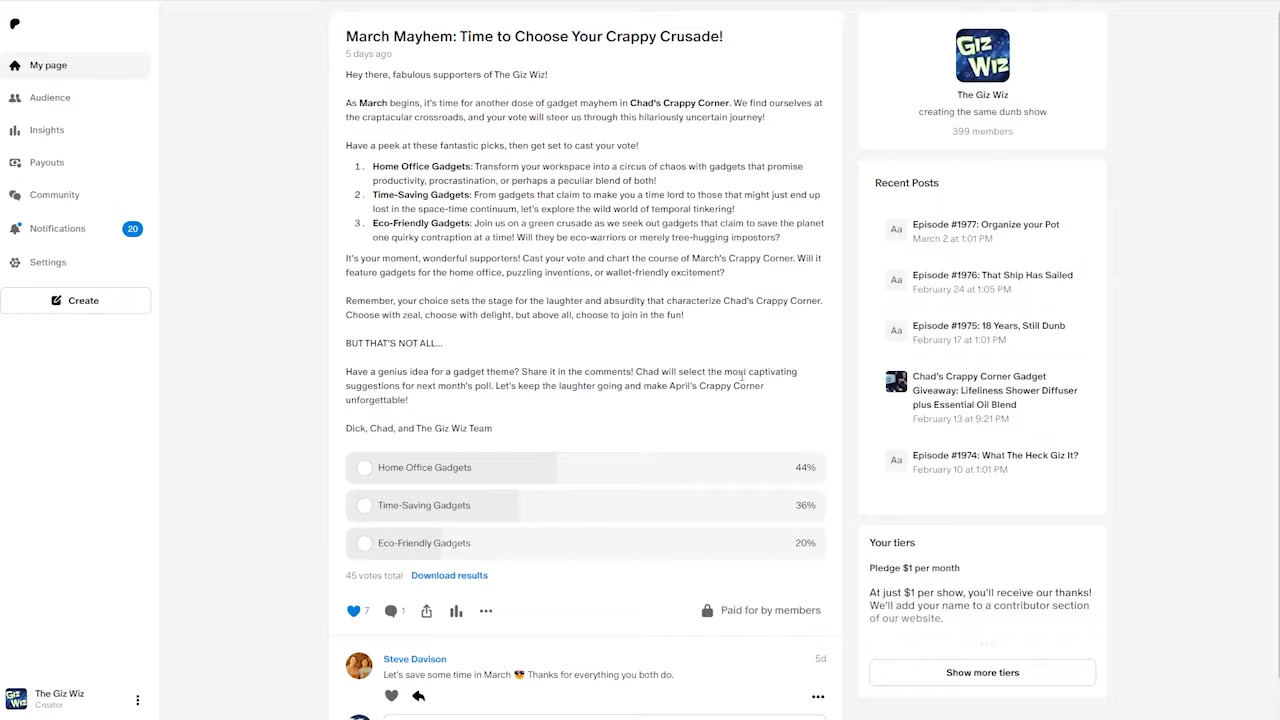 My page
Audience
Insights
Payouts
Community
Notifications
20
Settings
Create
The Giz Wiz
Creator
March Mayhem: Time to Choose Your Crappy Crusade!
5 days ago
Hey there, fabulous supporters of The Giz Wiz!
As March begins, it's time for another dose of gadget mayhem in Chad's Crappy Corner. We find ourselves at
the craptacular crossroads, and your vote will steer us through this hilariously uncertain journey!
Have a peek at these fantastic picks, then get set to cast your vote!
1. Home Office Gadgets: Transform your workspace into a circus of chaos with gadgets that promise
productivity, procrastination, or perhaps a peculiar blend of both!
2. Time-Saving Gadgets: From gadgets that claim to make you a time lord to those that might just end up
lost in the space-time continuum, let's explore the wild world of temporal tinkering!
3. Eco-Friendly Gadgets: Join us on a green crusade as we seek out gadgets that claim to save the planet
one quirky contraption at a time! Will they be eco-warriors or merely tree-hugging impostors?
It's your moment, wonderful supporters! Cast your vote and chart the course of March's Crappy Corner. Will it
feature gadgets for the home office, puzzling inventions, or wallet-friendly excitement?
Remember, your choice sets the stage for the laughter and absurdity that characterize Chad's Crappy Corner.
Choose with zeal, choose with delight, but above all, choose to join in the fun!
BUT THAT'S NOT ALL...
Have a genius idea for a gadget theme? Share it in the comments! Chad will select the most captivating
suggestions for next month's poll. Let's keep the laughter going and make April's Crappy Corner
unforgettable!
Dick, Chad, and The Giz Wiz Team
Home Office Gadgets 44%
Time-Saving Gadgets 36%
Eco-Friendly Gadgets 20%
45 votes total Download results
7 1 Paid for by members
Steve Davison 5d
Let's save some time in March 😎 Thanks for everything you both do.
GIZ WIZ
The Giz Wiz
creating the same dunb show
399 members
Recent Posts
Aa Episode #1977: Organize your Pot
March 2 at 1:01 PM
Aa Episode #1976: That Ship Has Sailed
February 24 at 1:05 PM
Aa Episode #1975: 18 Years, Still Dunb
February 17 at 1:01 PM
Chad's Crappy Corner Gadget
Giveaway: Lifeliness Shower Diffuser
plus Essential Oil Blend
February 13 at 9:21 PM
Aa Episode #1974: What The Heck Giz It?
February 10 at 1:01 PM
Your tiers
Pledge $1 per month
At just $1 per show, you'll receive our thanks!
We'll add your name to a contributor section
of our website.
Show more tiers